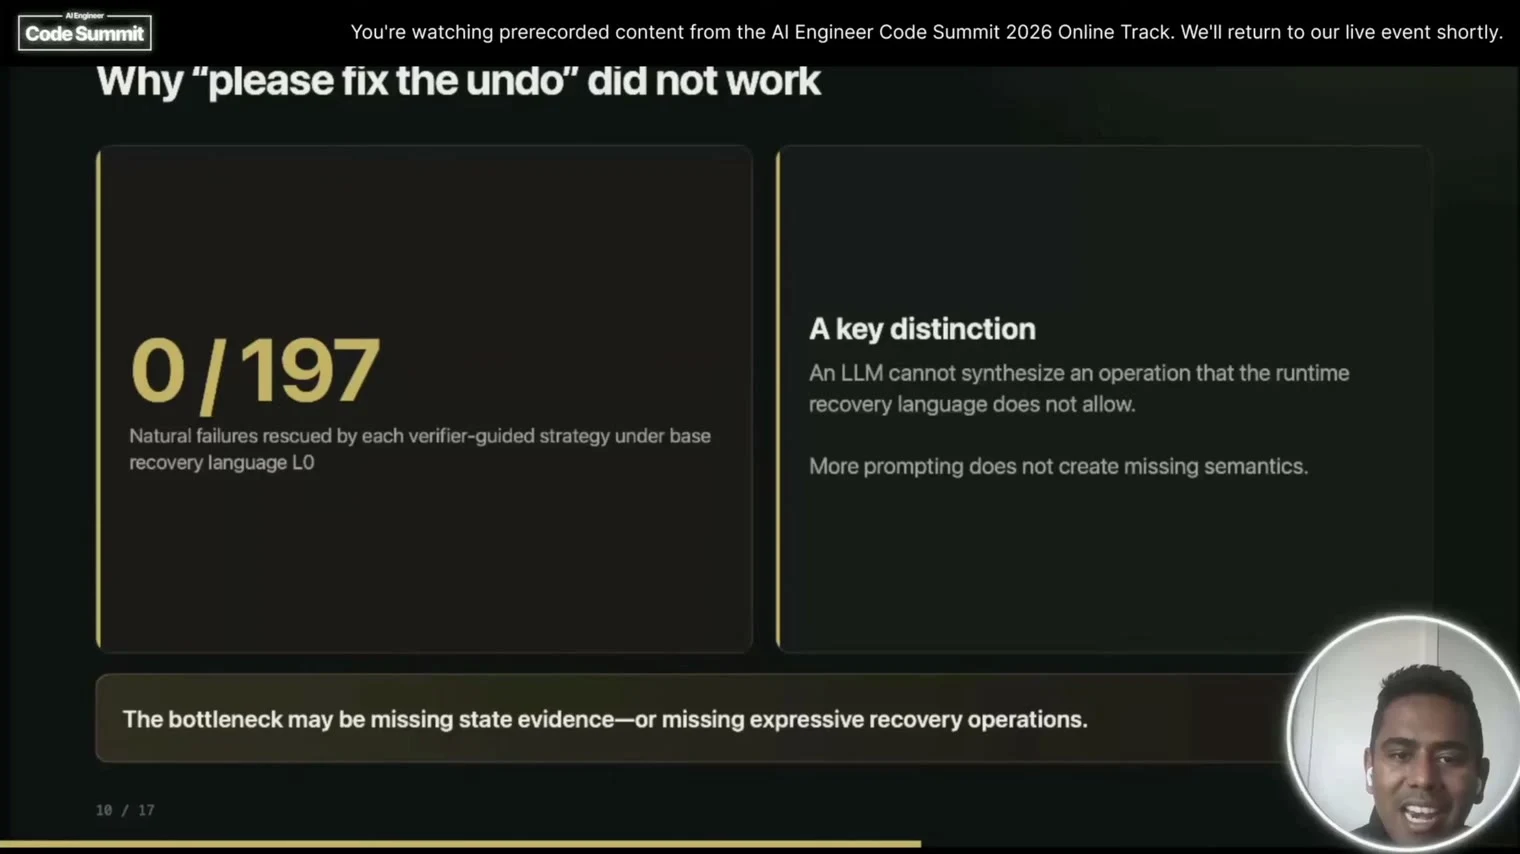 AI Engineer
Code Summit
You're watching prerecorded content from the AI Engineer Code Summit 2026 Online Track. We'll return to our live event shortly.
Why “please fix the undo” did not work
0 / 197
Natural failures rescued by each verifier-guided strategy under base
recovery language L0
A key distinction
An LLM cannot synthesize an operation that the runtime
recovery language does not allow.
More prompting does not create missing semantics.
The bottleneck may be missing state evidence—or missing expressive recovery operations.
10 / 17